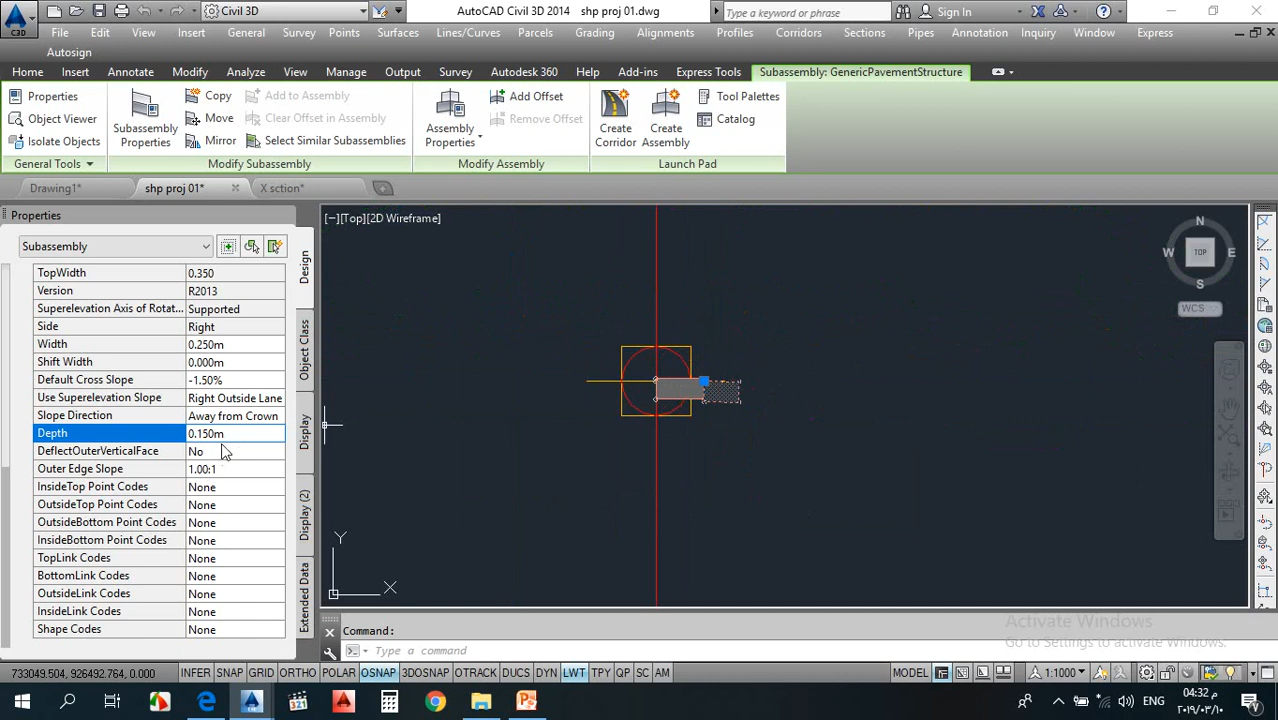 Civil 3D
AutoCAD Civil 3D 2014 shp proj 01.dwg
Type a keyword or phrase
Sign In
C3D
File Edit View Insert General Survey Points Surfaces Lines/Curves Parcels Grading Alignments Profiles Corridors Sections Pipes Annotation Inquiry Window Express
Autosign
Home Insert Annotate Modify Analyze View Manage Output Survey Autodesk 360 Help Add-ins Express Tools Subassembly: GenericPavementStructure
Properties
Object Viewer
Isolate Objects
General Tools
Subassembly Properties
Copy
Move
Mirror
Add to Assembly
Clear Offset in Assembly
Select Similar Subassemblies
Modify Subassembly
Assembly Properties
Add Offset
Remove Offset
Modify Assembly
Create Corridor
Create Assembly
Tool Palettes
Catalog
Launch Pad
Drawing1*
shp proj 01*
X sction*
Properties
Subassembly
TopWidth 0.350
Version R2013
Superelevation Axis of Rotat... Supported
Side Right
Width 0.250m
Shift Width 0.000m
Default Cross Slope -1.50%
Use Superelevation Slope Right Outside Lane
Slope Direction Away from Crown
Depth 0.150m
DeflectOuterVerticalFace No
Outer Edge Slope 1.00:1
InsideTop Point Codes None
OutsideTop Point Codes None
OutsideBottom Point Codes None
InsideBottom Point Codes None
TopLink Codes None
BottomLink Codes None
OutsideLink Codes None
InsideLink Codes None
Shape Codes None
Design
Object Class
Display
Display (2)
Extended Data
[−][Top][2D Wireframe]
N
W TOP E
S
WCS
Y
X
Command:
Type a command
Activate Windows
Go to Settings to activate Windows.
733049.504, 926492.764, 0.000 INFER SNAP GRID ORTHO POLAR OSNAP 3DOSNAP OTRACK DUCS DYN LWT TPY QP SC AM MODEL 1:1000
321
ENG
04:32 م
٢٠١٩/٠٣/١٠